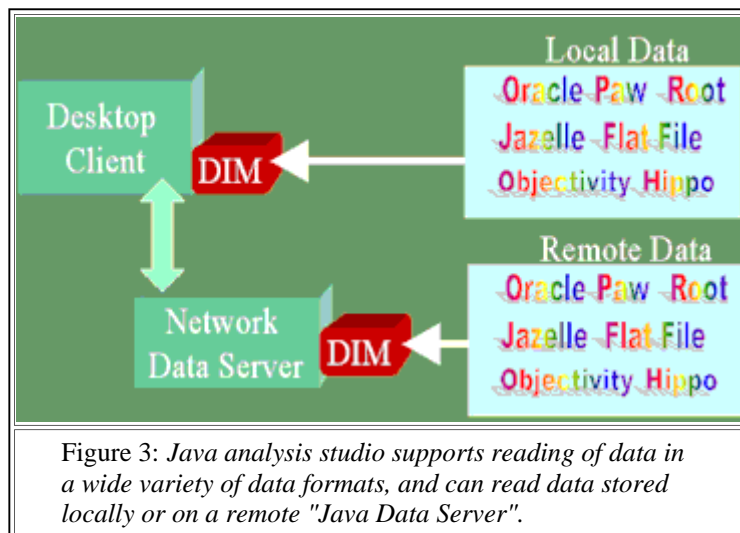 Local Data
Oracle Paw Root
Jazelle Flat File
Objectivity Hippo
Desktop
Client
DIM
Remote Data
Oracle Paw Root
Jazelle Flat File
Objectivity Hippo
Network
Data Server
DIM
Figure 3: Java analysis studio supports reading of data in
a wide variety of data formats, and can read data stored
locally or on a remote "Java Data Server".